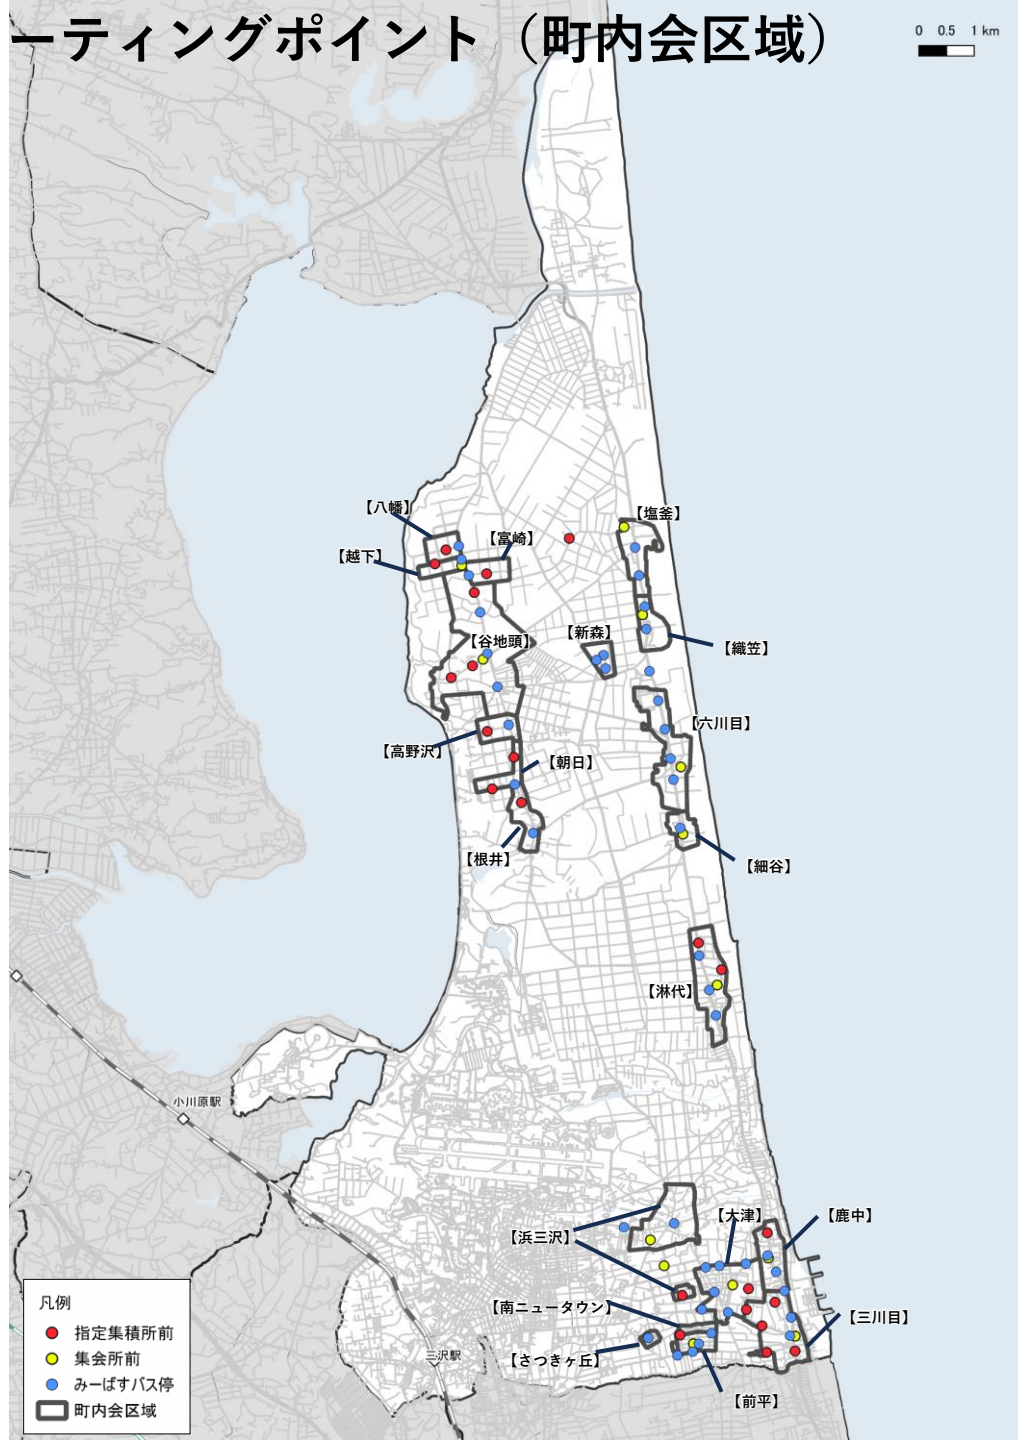 ーティングポイント（町内会区域）
0 0.5 1 km
【八幡】
【塩釜】
【富崎】
【越下】
【新森】
【谷地頭】
【織笠】
【六川目】
【高野沢】
【朝日】
【根井】
【細谷】
【淋代】
小川原駅
【大津】
【鹿中】
【浜三沢】
【南ニュータウン】
【三川目】
三沢駅
【さつきヶ丘】
【前平】
凡例
指定集積所前
集会所前
みーばすバス停
町内会区域